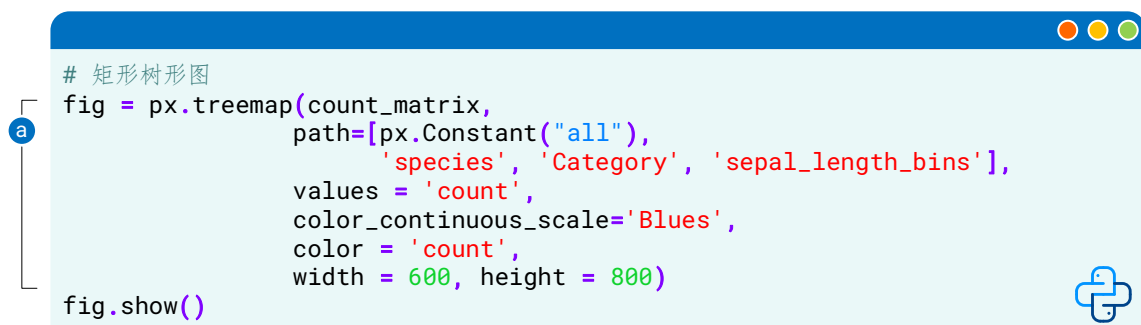 # 矩形树形图
a
fig = px.treemap(count_matrix,
path=[px.Constant("all"),
'species', 'Category', 'sepal_length_bins'],
values = 'count',
color_continuous_scale='Blues',
color = 'count',
width = 600, height = 800)
fig.show()